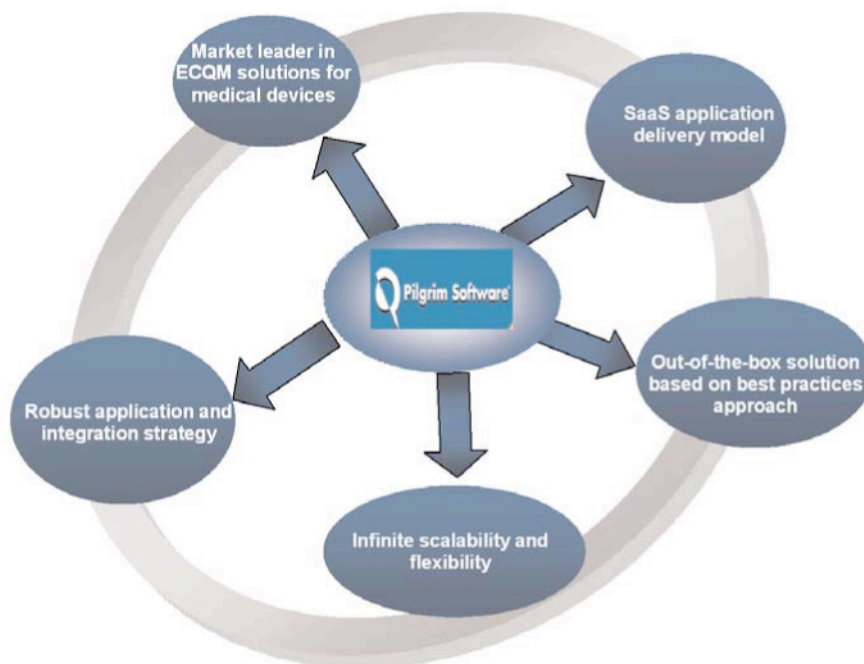 Market leader in
ECQM solutions for
medical devices
SaaS application
delivery model
Pilgrim Software®
Out-of-the-box solution
based on best practices
approach
Robust application and
integration strategy
Infinite scalability and
flexibility